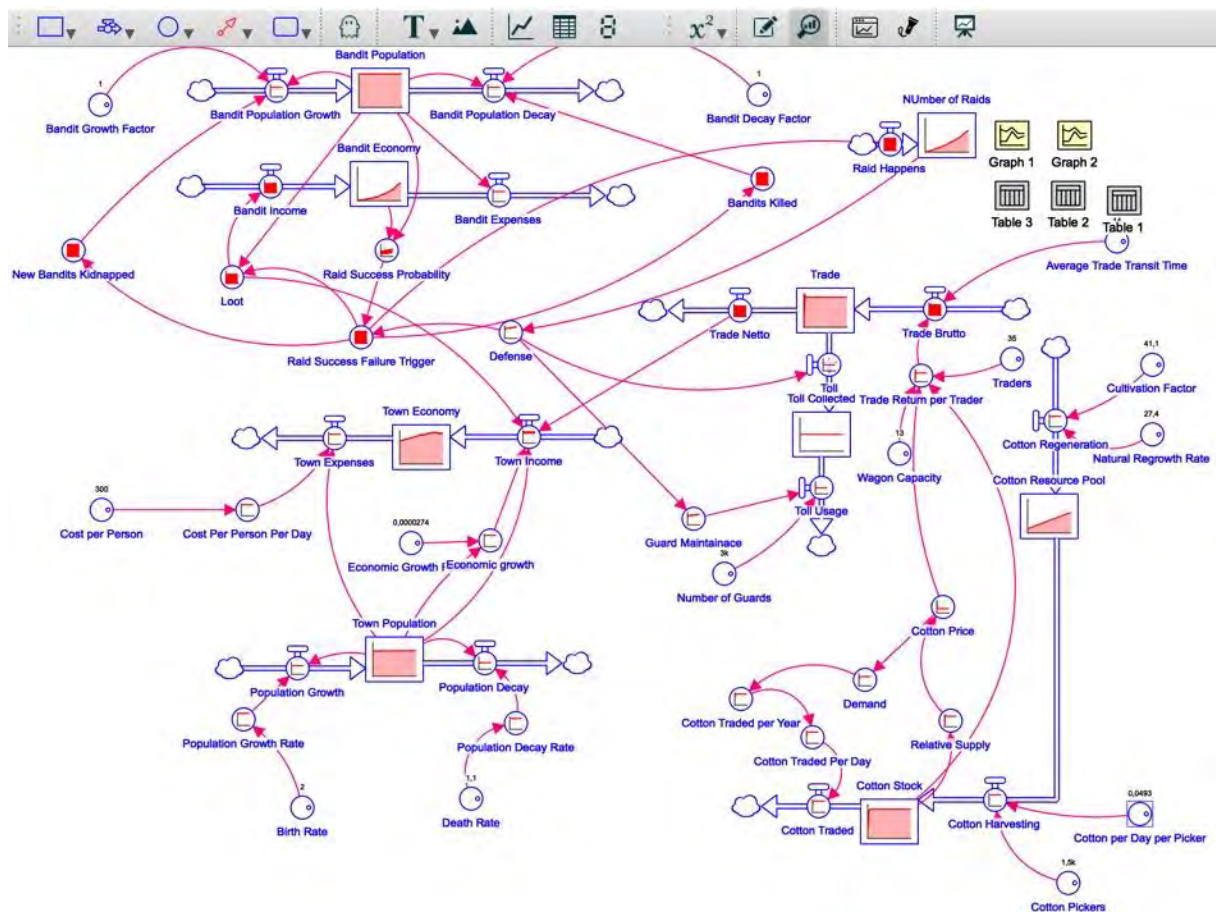 T
x²
Bandit Population
1
Bandit Growth Factor
Bandit Population Growth
Bandit Population Decay
1
Bandit Decay Factor
NUmber of Raids
Raid Happens
Graph 1
Graph 2
Table 3
Table 2
Table 1
Bandit Economy
Bandit Income
Bandit Expenses
Bandits Killed
New Bandits Kidnapped
Loot
Raid Success Probability
Average Trade Transit Time
Trade
Trade Netto
Trade Brutto
Raid Success Failure Trigger
Defense
Toll
Toll Collected
35
Traders
Trade Return per Trader
41,1
Cultivation Factor
27,4
Cotton Regeneration
Natural Regrowth Rate
Town Economy
Town Expenses
Town Income
13
Wagon Capacity
Cotton Resource Pool
300
Cost per Person
Cost Per Person Per Day
0,0000274
Economic Growth
Economic growth
Toll Usage
Guard Maintainace
3k
Number of Guards
Town Population
Population Growth
Population Decay
Cotton Price
Demand
Population Growth Rate
Population Decay Rate
Cotton Traded per Year
Cotton Traded Per Day
Relative Supply
2
Birth Rate
1,1
Death Rate
Cotton Stock
Cotton Traded
Cotton Harvesting
0,0493
Cotton per Day per Picker
1,5k
Cotton Pickers